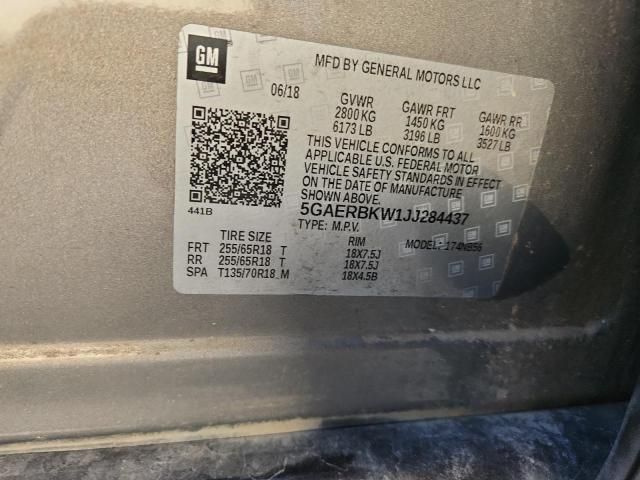 GM
MFD BY GENERAL MOTORS LLC
06/18
GVWR GAWR FRT GAWR RR
2800 KG 1450 KG 1600 KG
6173 LB 3196 LB 3527 LB
THIS VEHICLE CONFORMS TO ALL
APPLICABLE U.S. FEDERAL MOTOR
VEHICLE SAFETY STANDARDS IN EFFECT
ON THE DATE OF MANUFACTURE
SHOWN ABOVE.
441B
5GAERBKW1JJ284437
TYPE: M.P.V. MODEL: 174NB56
TIRE SIZE RIM
FRT 255/65R18 T 18X7.5J
RR 255/65R18 T 18X7.5J
SPA T135/70R18 M 18X4.5B